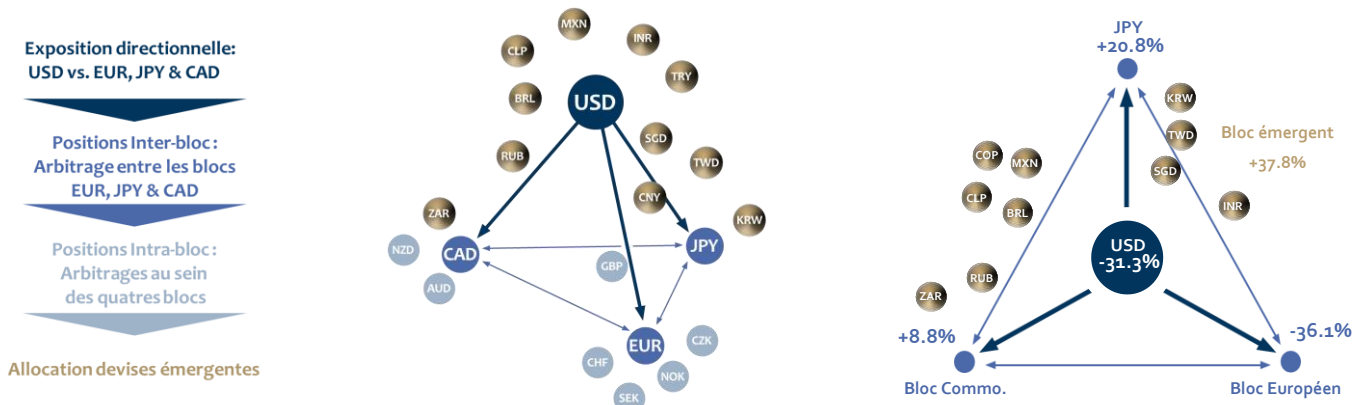 Exposition directionnelle:
USD vs. EUR, JPY & CAD
Positions Inter-bloc :
Arbitrage entre les blocs
EUR, JPY & CAD
Positions Intra-bloc :
Arbitrages au sein
des quatres blocs
Allocation devises émergentes
MXN
INR
CLP
TRY
BRL
USD
SGD
RUB
TWD
CNY
ZAR
KRW
NZD
CAD
JPY
GBP
AUD
EUR
CZK
CHF
NOK
SEK
JPY
+20.8%
KRW
TWD
Bloc émergent
+37.8%
COP
MXN
SGD
CLP
BRL
INR
USD
-31.3%
RUB
ZAR
+8.8%
-36.1%
Bloc Commo.
Bloc Européen